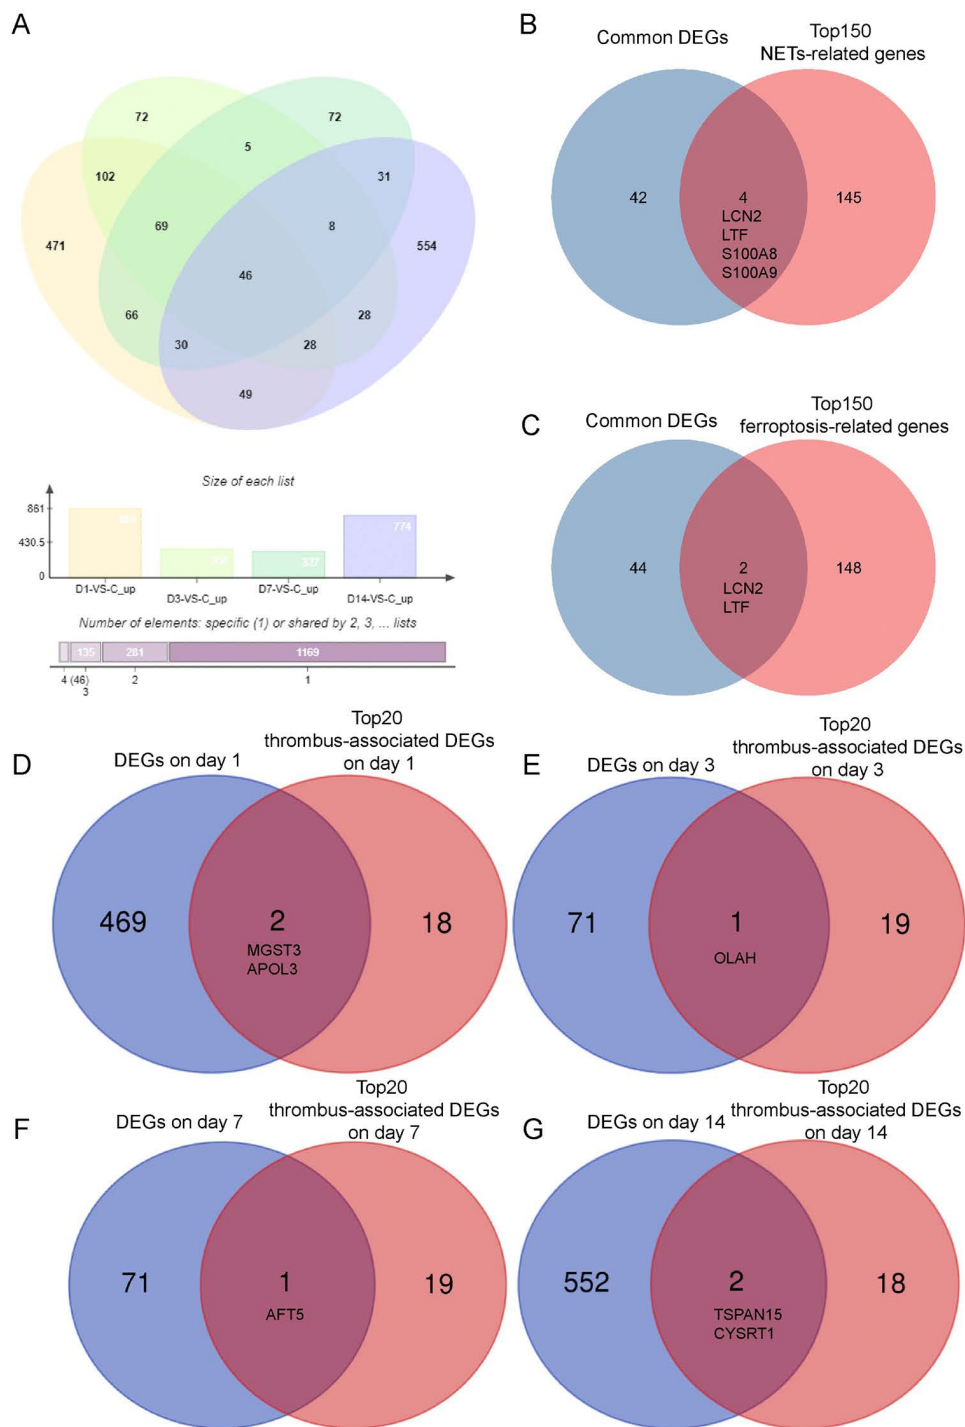 A
72
72
5
102
31
69
8
471
554
46
66
28
30
28
49
Size of each list
861
430.5
0
774
327
D1-VS-C_up
D3-VS-C_up
D7-VS-C_up
D14-VS-C_up
Number of elements: specific (1) or shared by 2, 3, ... lists
135
281
1169
4 (46)
3
2
1
B
Common DEGs
Top150
NETs-related genes
42
4
145
LCN2
LTF
S100A8
S100A9
C
Common DEGs
Top150
ferroptosis-related genes
44
2
148
LCN2
LTF
D
DEGs on day 1
Top20
thrombus-associated DEGs
on day 1
469
2
18
MGST3
APOL3
E
DEGs on day 3
Top20
thrombus-associated DEGs
on day 3
71
1
19
OLAH
F
DEGs on day 7
Top20
thrombus-associated DEGs
on day 7
71
1
19
AFT5
G
DEGs on day 14
Top20
thrombus-associated DEGs
on day 14
552
2
18
TSPAN15
CYSRT1